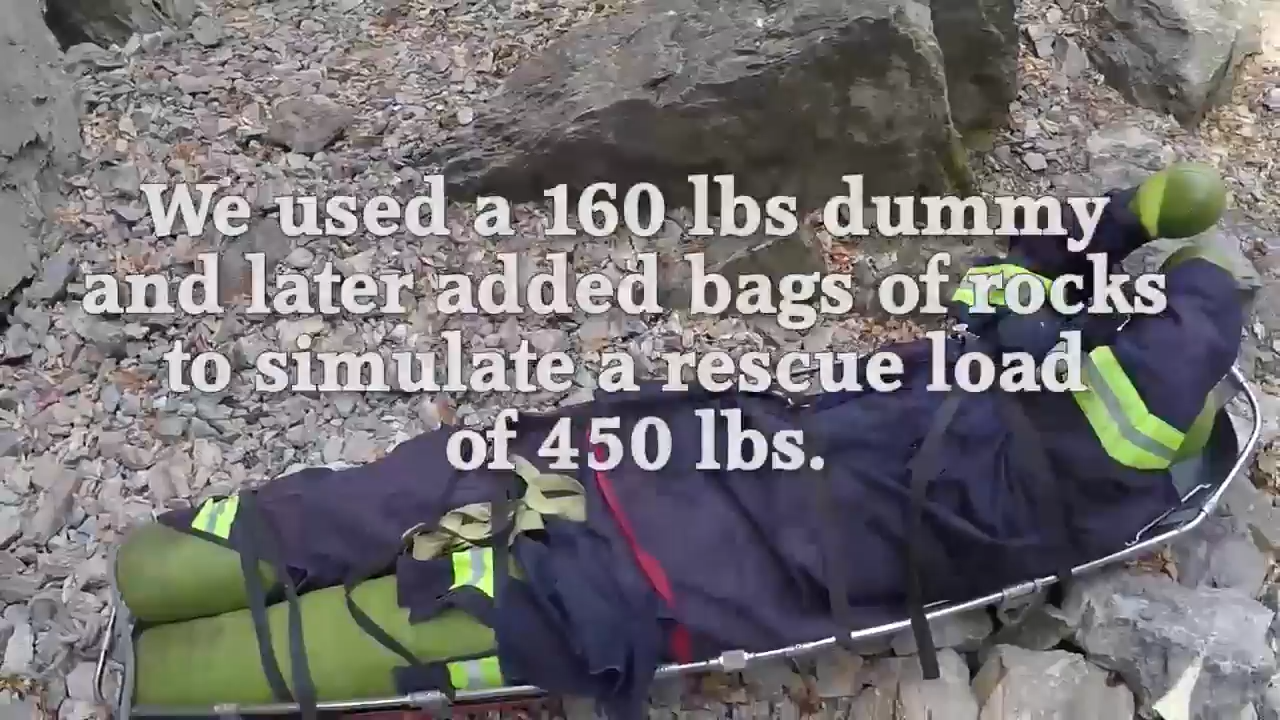 We used a 160 lbs dummy
and later added bags of rocks
to simulate a rescue load
of 450 lbs.